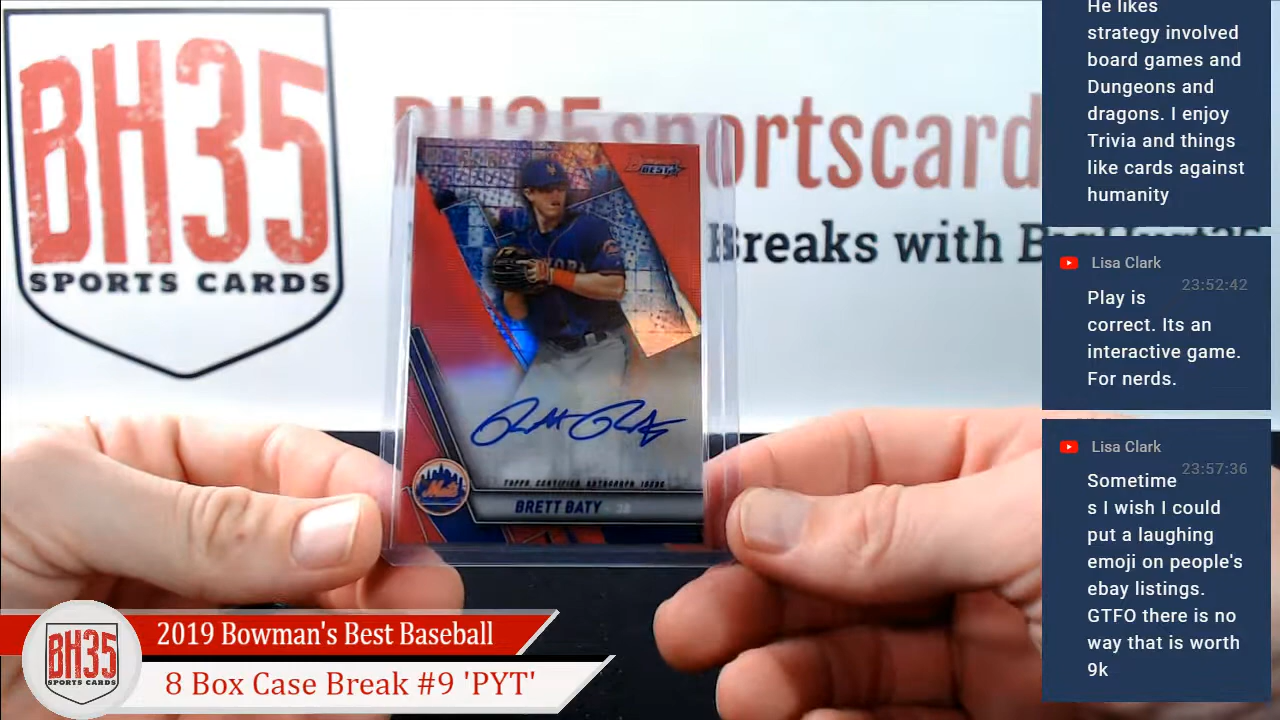 BH35
SPORTS CARDS
BH35sportscard
Breaks with
BEST
Mets
TOPPS CERTIFIED AUTOGRAPH ISSUE
BRETT BATY
BH35
SPORTS CARDS
2019 Bowman's Best Baseball
8 Box Case Break #9 'PYT'
He likes
strategy involved
board games and
Dungeons and
dragons. I enjoy
Trivia and things
like cards against
humanity
Lisa Clark
23:52:42
Play is
correct. Its an
interactive game.
For nerds.
Lisa Clark
23:57:36
Sometime
s I wish I could
put a laughing
emoji on people's
ebay listings.
GTFO there is no
way that is worth
9k